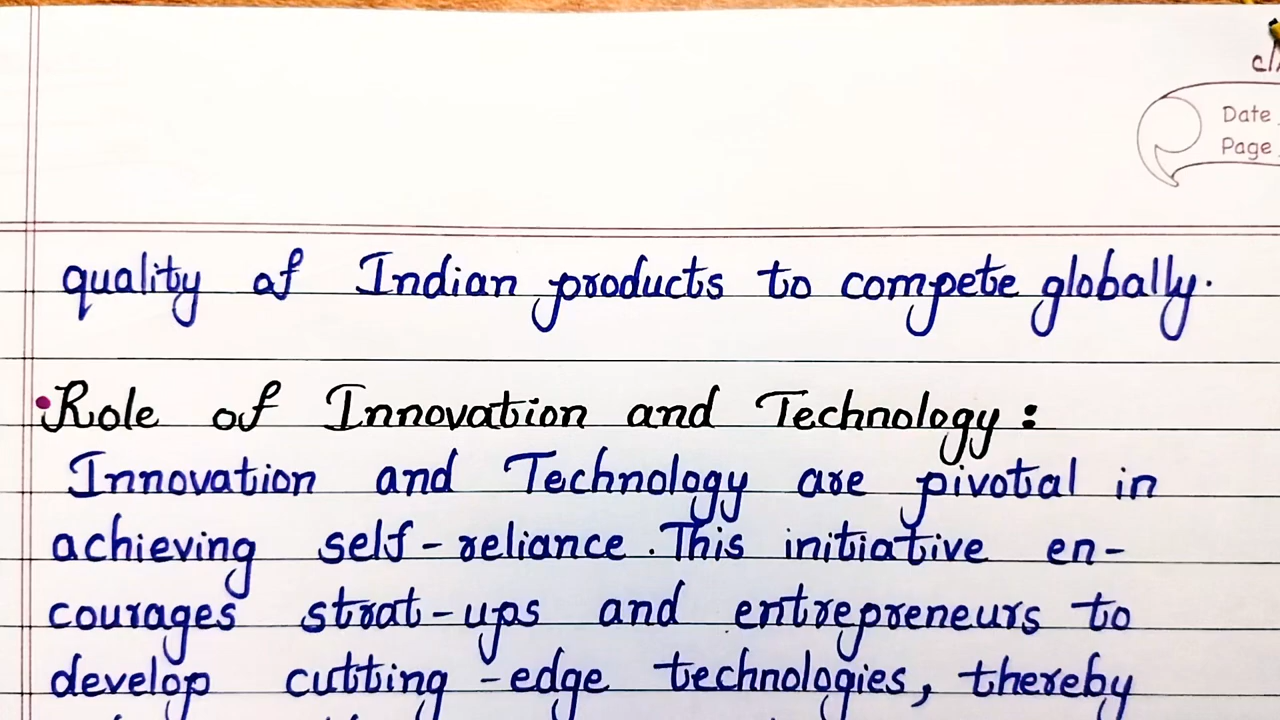 Date
Page
quality of Indian products to compete globally.
•Role of Innovation and Technology:
Innovation and Technology are pivotal in
achieving self-reliance. This initiative en-
courages strat-ups and entrepreneurs to
develop cutting-edge technologies, thereby